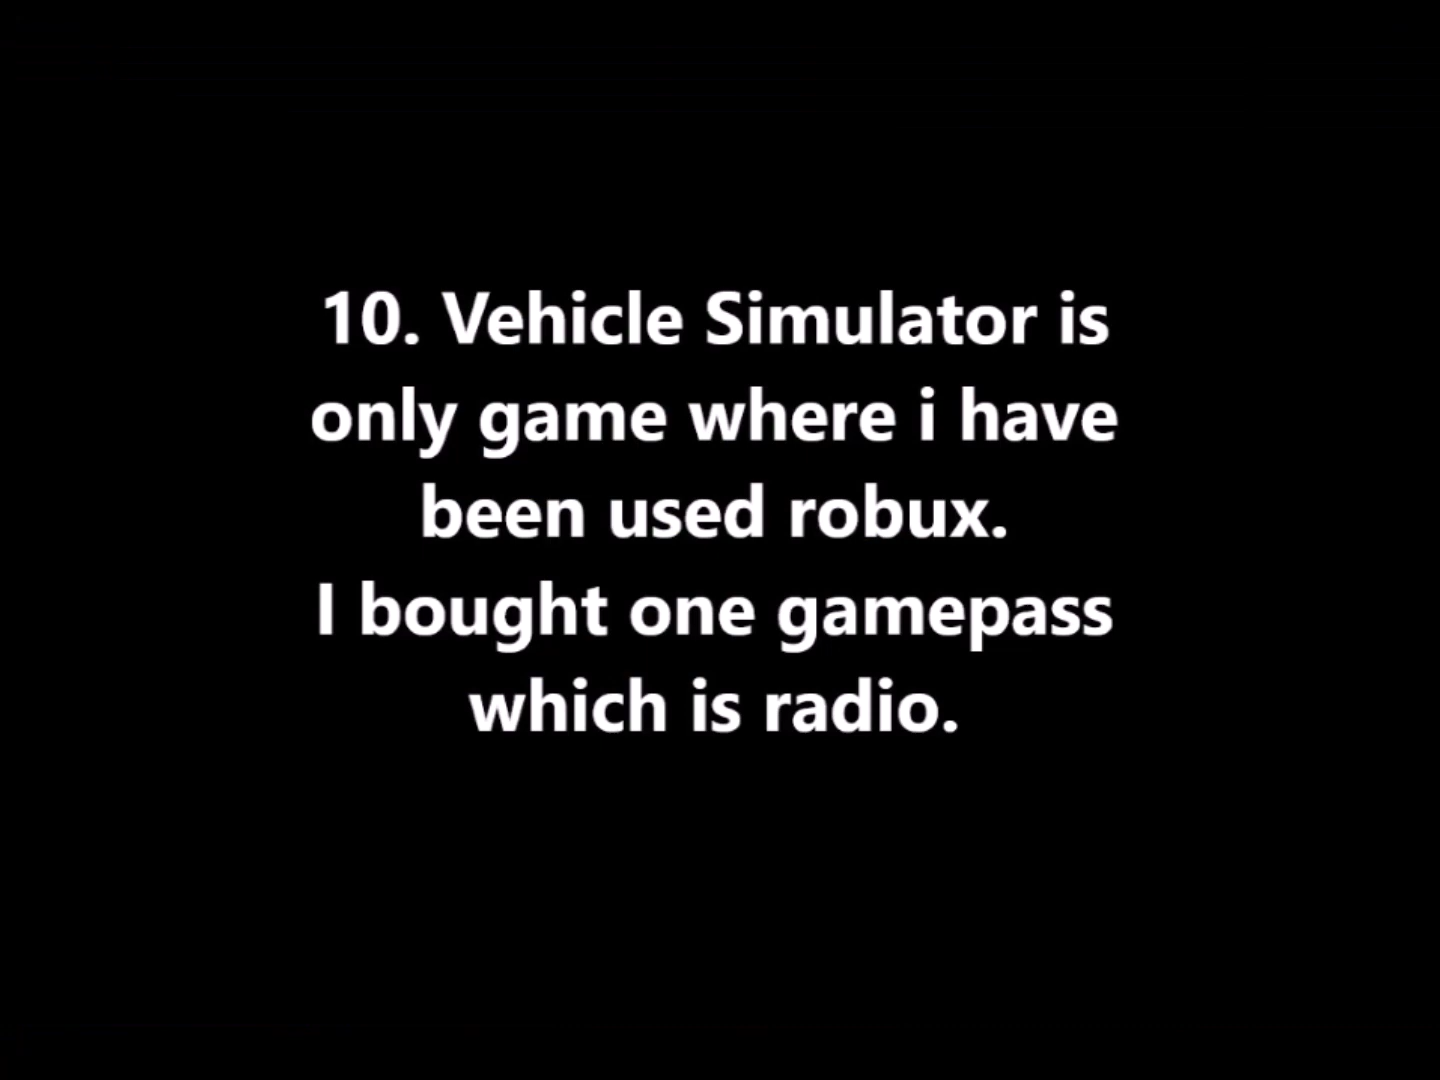 10. Vehicle Simulator is
only game where i have
been used robux.
I bought one gamepass
which is radio.